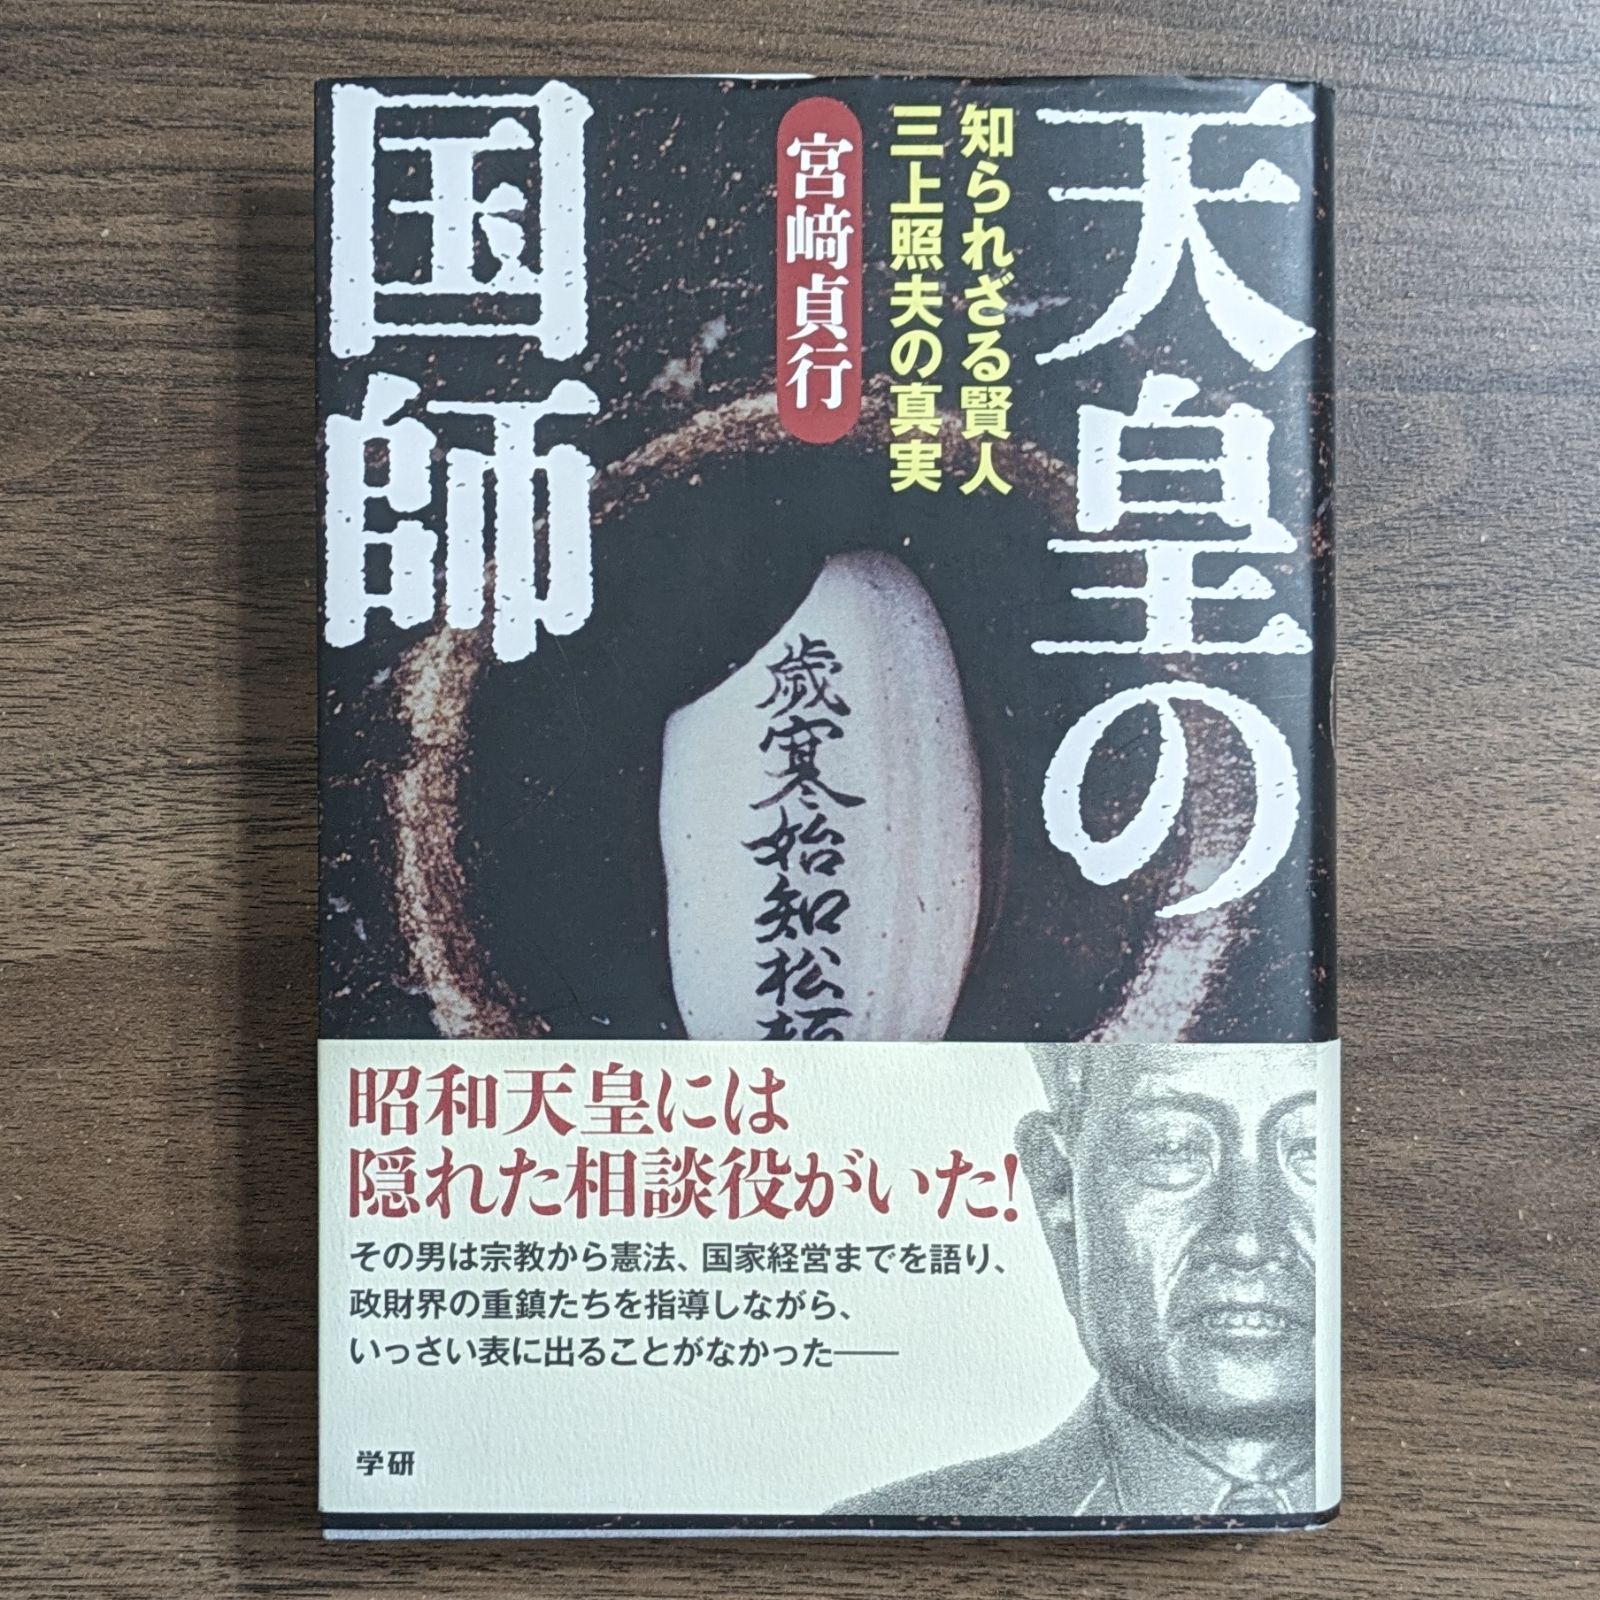 天皇の
国師
知られざる賢人
三上照夫の真実
宮﨑貞行
歳寒始知松
昭和天皇には
隠れた相談役がいた!
その男は宗教から憲法、国家経営までを語り、
政財界の重鎮たちを指導しながら、
いっさい表に出ることがなかった――
学研